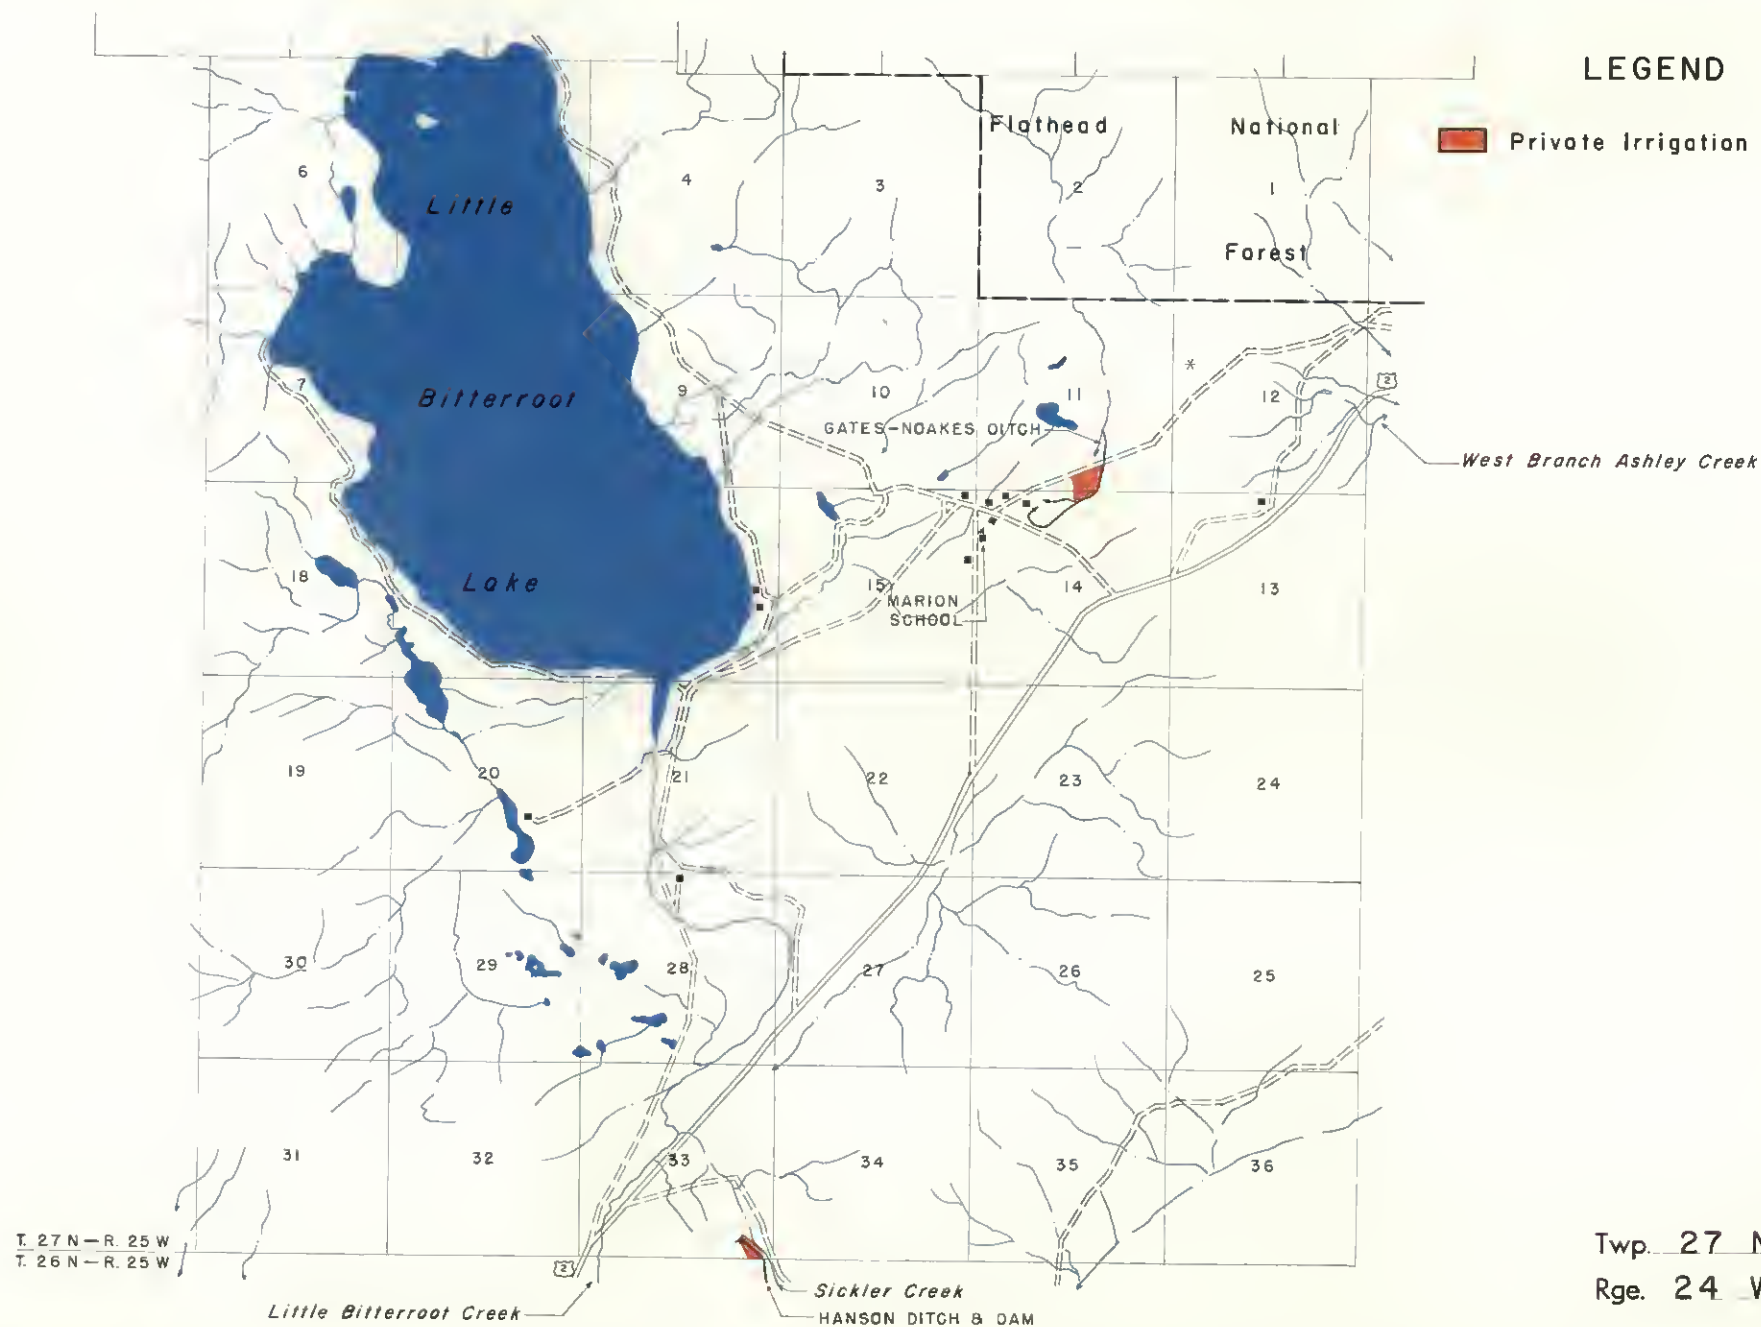 LEGEND
Private Irrigation
Flathead National
Forest
6
4
3
2
1
Little
Bitterroot
Lake
7
9
10
11
12
*
2
GATES-NOAKES DITCH
West Branch Ashley Creek
18
15
14
13
MARION
SCHOOL
19
20
21
22
23
24
30
29
28
27
26
25
31
32
33
34
35
36
T. 27 N — R. 25 W
T. 26 N — R. 25 W
2
Little Bitterroot Creek
Sickler Creek
HANSON DITCH & DAM
Twp. 27 N
Rge. 24 W